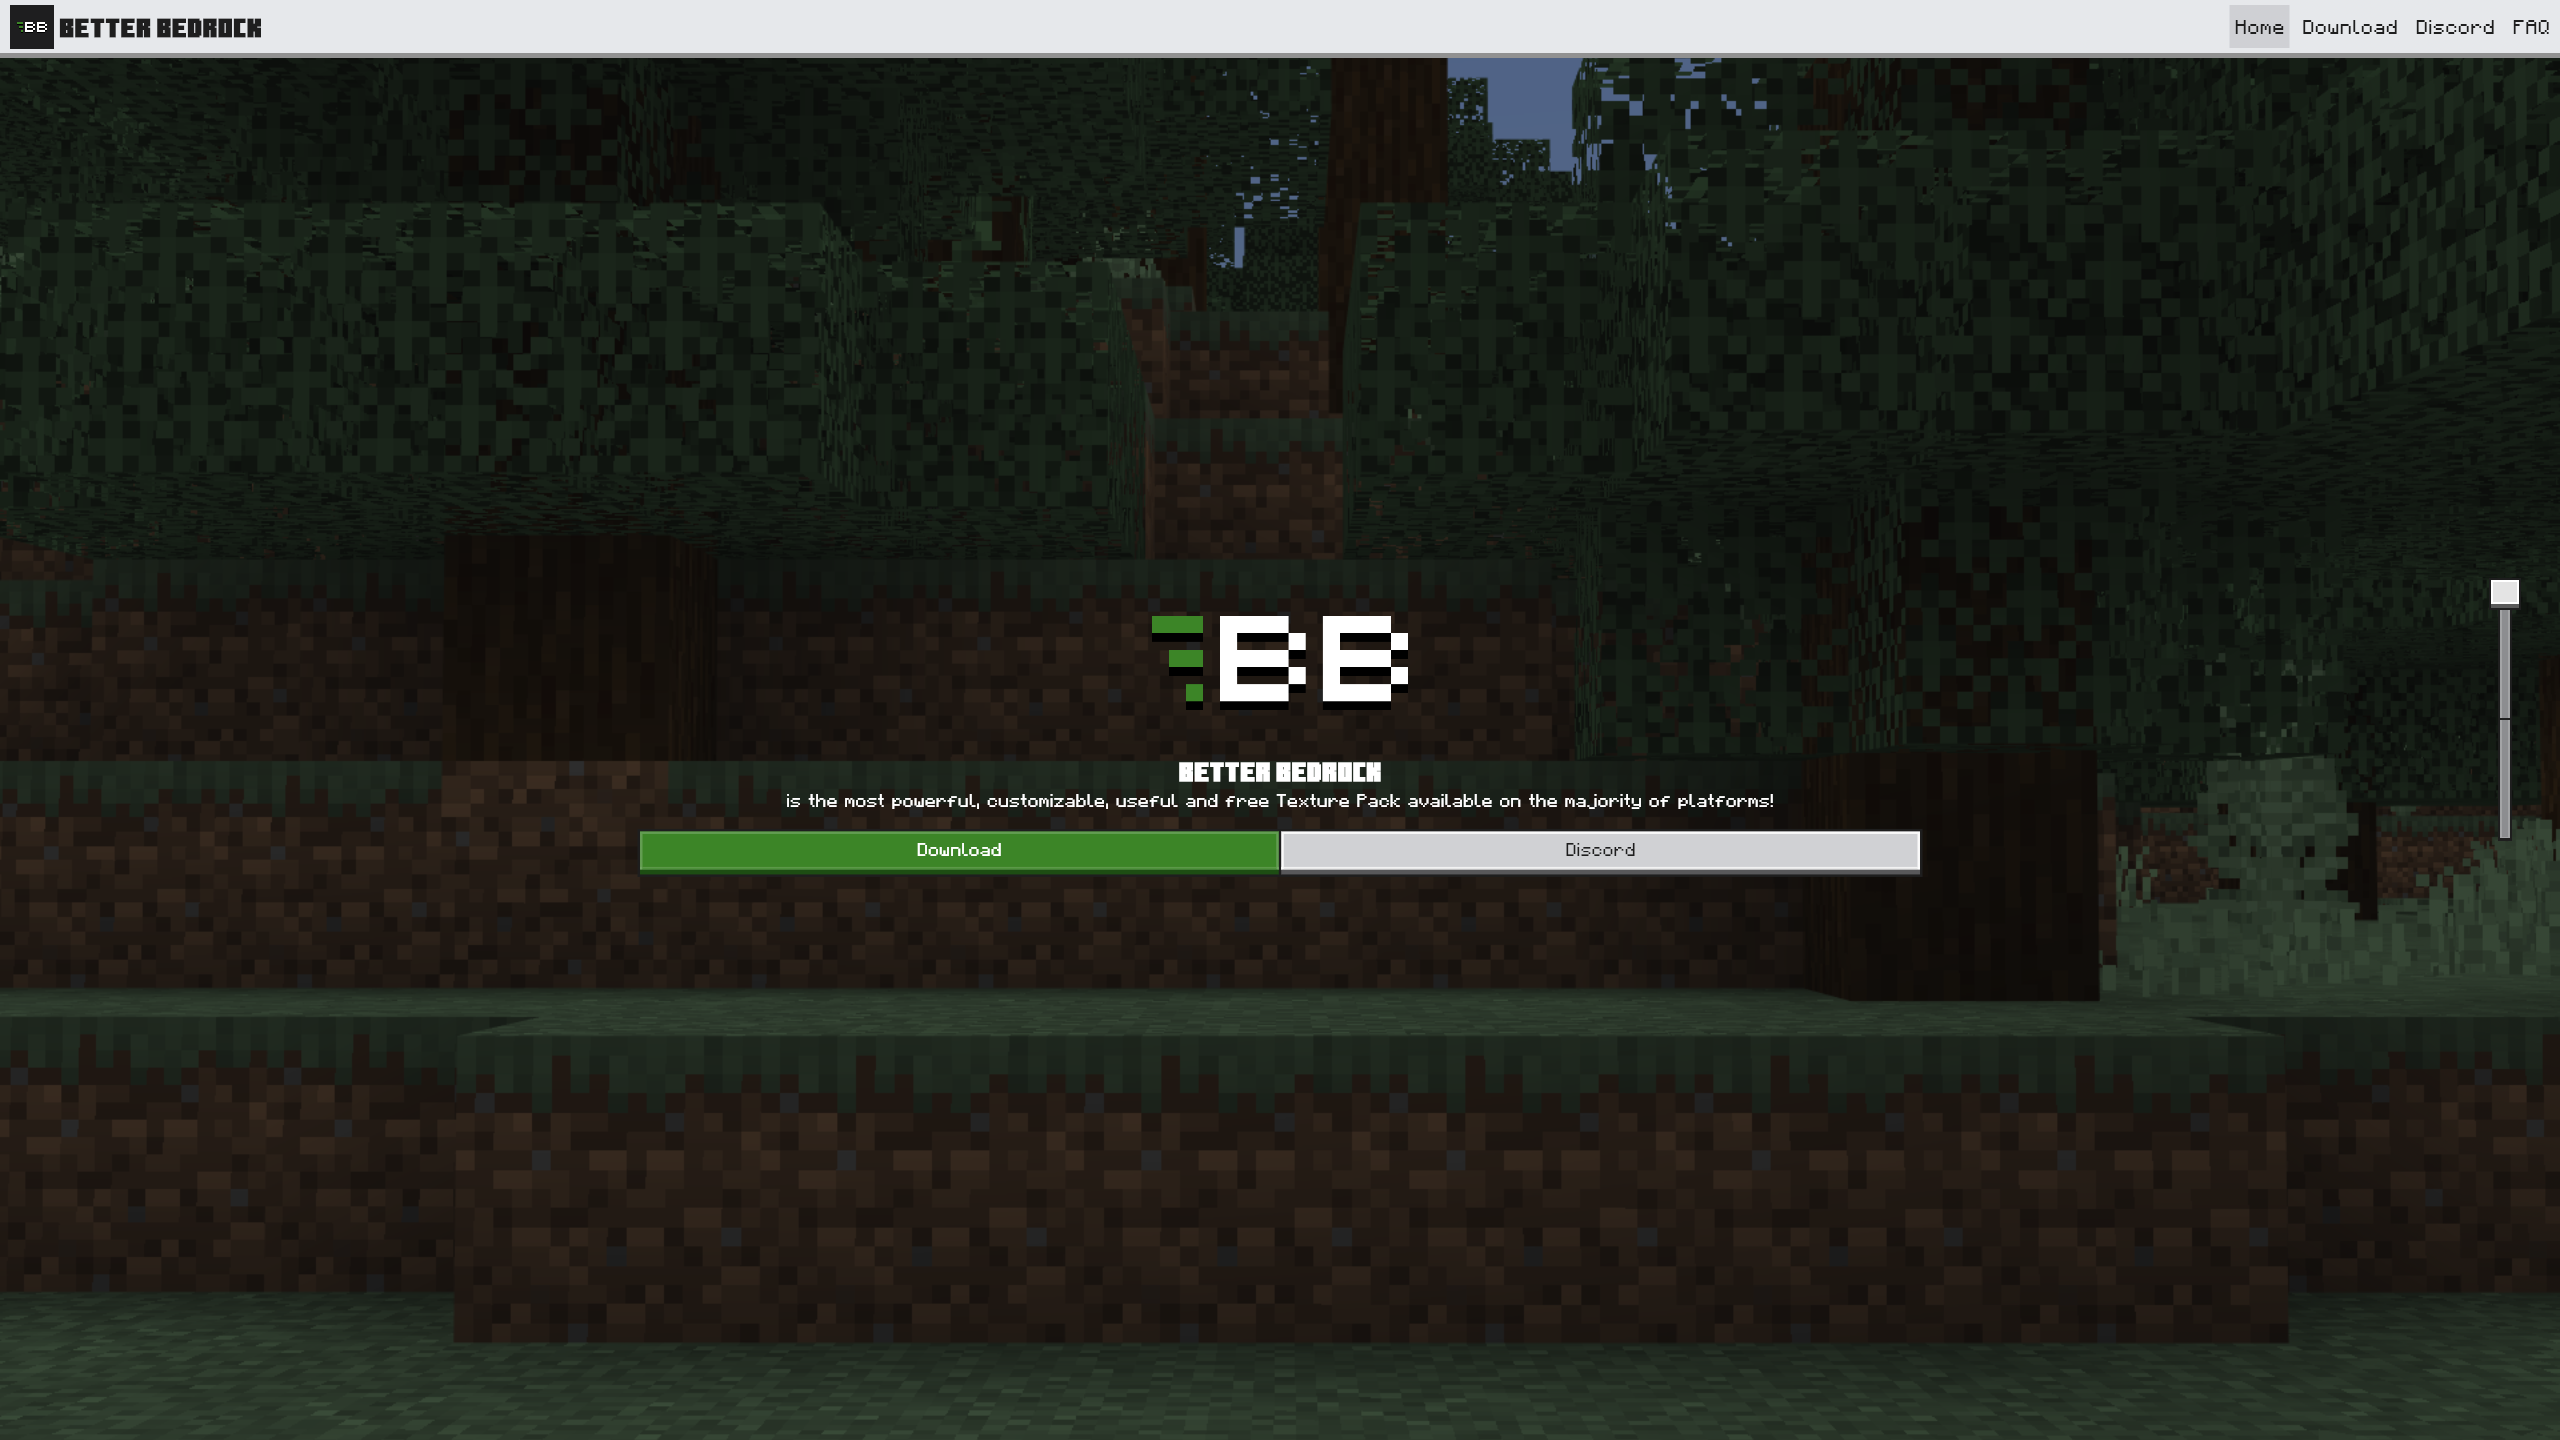 BB BETTER BEDROCK
Home Download Discord FAQ
BB
BETTER BEDROCK
is the most powerful, customizable, useful and free Texture Pack available on the majority of platforms!
Download Discord